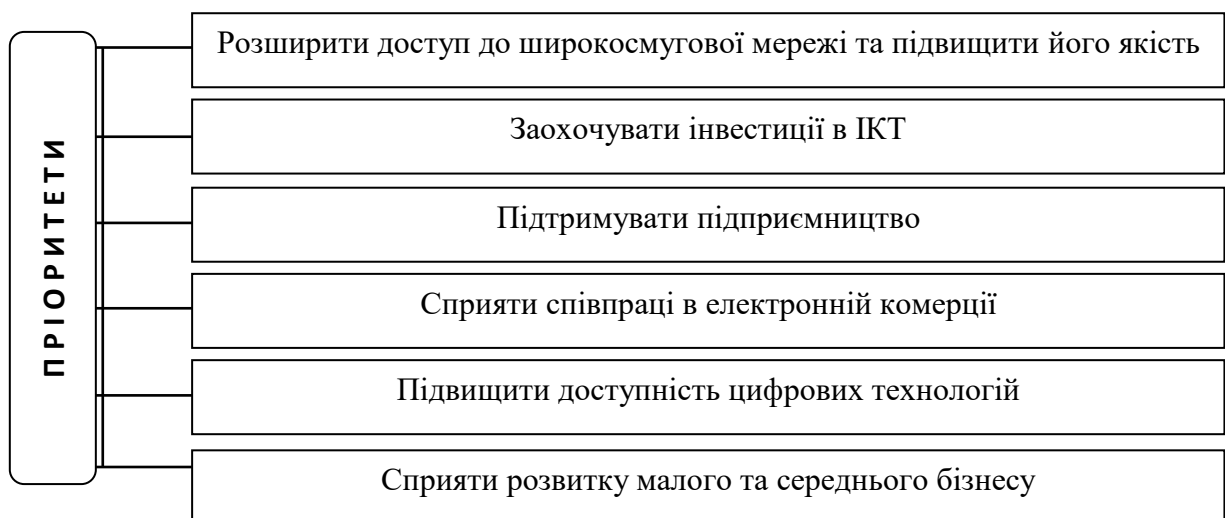 П Р І О Р И Т Е Т И
Розширити доступ до широкосмугової мережі та підвищити його якість
Заохочувати інвестиції в ІКТ
Підтримувати підприємництво
Сприяти співпраці в електронній комерції
Підвищити доступність цифрових технологій
Сприяти розвитку малого та середнього бізнесу